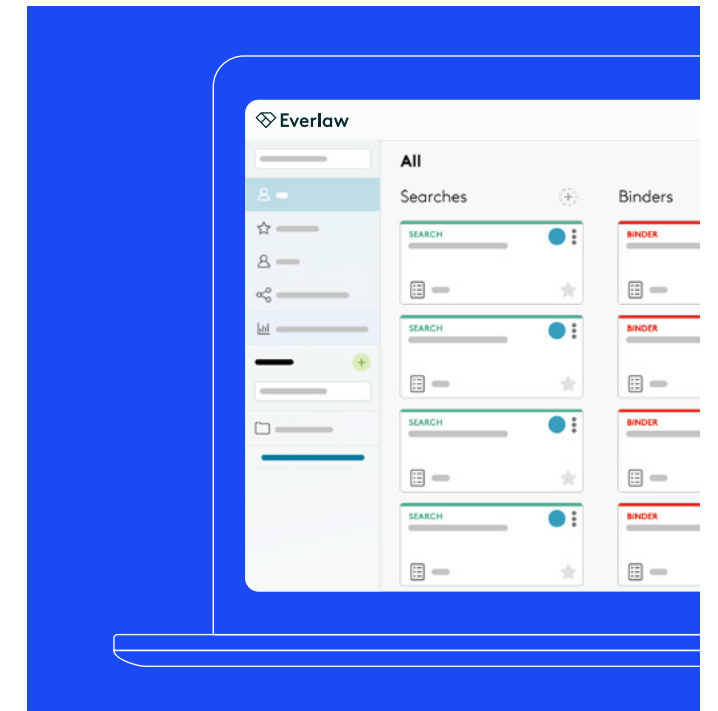 Everlaw
All
Searches
Binders
SEARCH
BINDER
SEARCH
BINDER
SEARCH
BINDER
SEARCH
BINDER